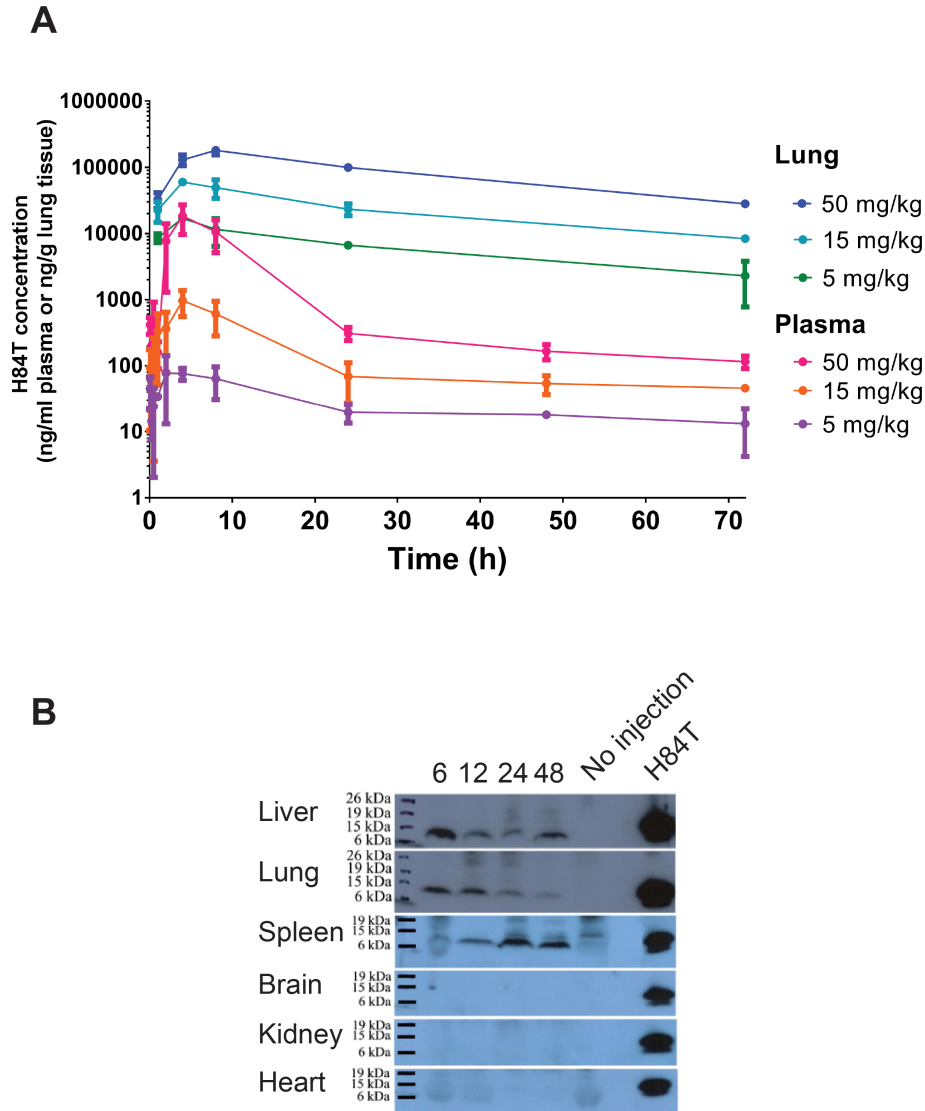 A
H84T concentration
(ng/ml plasma or ng/g lung tissue)
1000000
100000
10000
1000
100
10
1
0 10 20 30 40 50 60 70
Time (h)
Lung
50 mg/kg
15 mg/kg
5 mg/kg
Plasma
50 mg/kg
15 mg/kg
5 mg/kg
B
6 12 24 48 No injection H84T
Liver
26 kDa
19 kDa
15 kDa
6 kDa
Lung
26 kDa
19 kDa
15 kDa
6 kDa
Spleen
19 kDa
15 kDa
6 kDa
Brain
19 kDa
15 kDa
6 kDa
Kidney
19 kDa
15 kDa
6 kDa
Heart
19 kDa
15 kDa
6 kDa